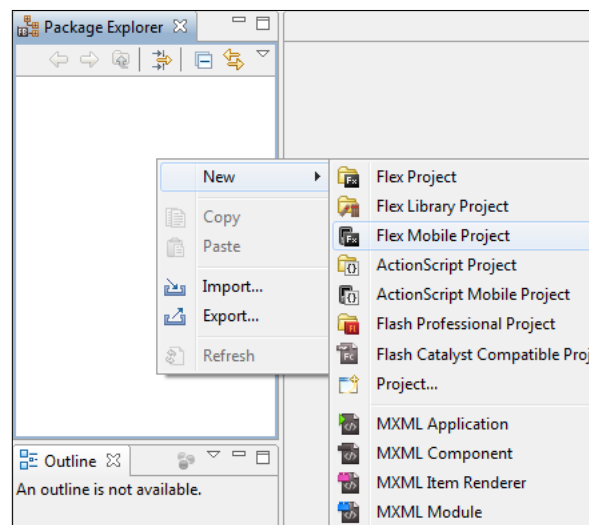 Package Explorer
New
Copy
Paste
Import...
Export...
Refresh
Flex Project
Flex Library Project
Flex Mobile Project
ActionScript Project
ActionScript Mobile Project
Flash Professional Project
Flash Catalyst Compatible Proj
Project...
MXML Application
MXML Component
MXML Item Renderer
MXML Module
Outline
An outline is not available.